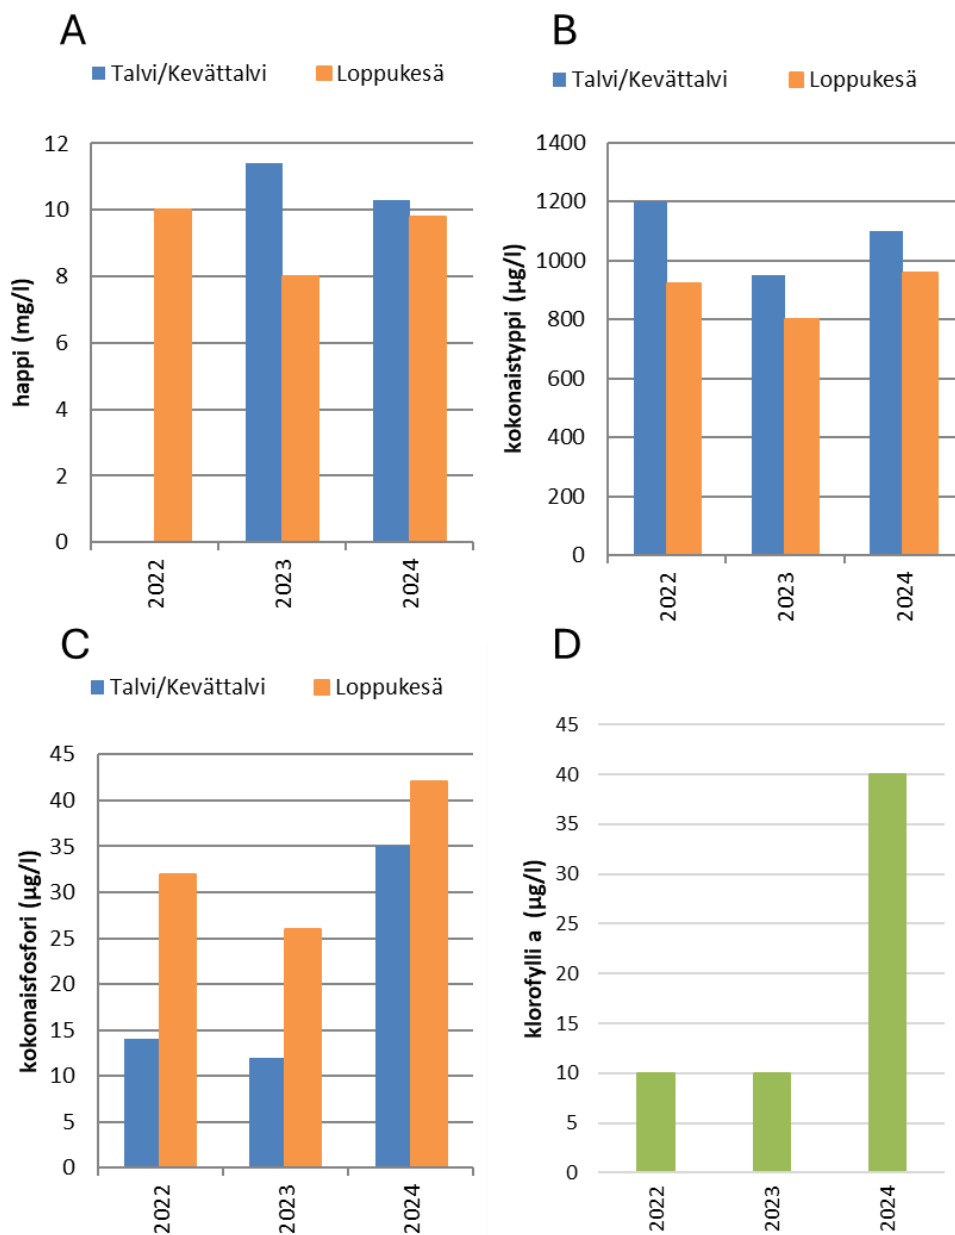 A
Talvi/Kevättalvi Loppukesä
happi (mg/l)
12
10
8
6
4
2
0
2022 2023 2024
B
Talvi/Kevättalvi Loppukesä
kokonaistyppi (µg/l)
1400
1200
1000
800
600
400
200
0
2022 2023 2024
C
Talvi/Kevättalvi Loppukesä
kokonaisfosfori (µg/l)
45
40
35
30
25
20
15
10
5
0
2022 2023 2024
D
klorofylli a (µg/l)
45
40
35
30
25
20
15
10
5
0
2022 2023 2024